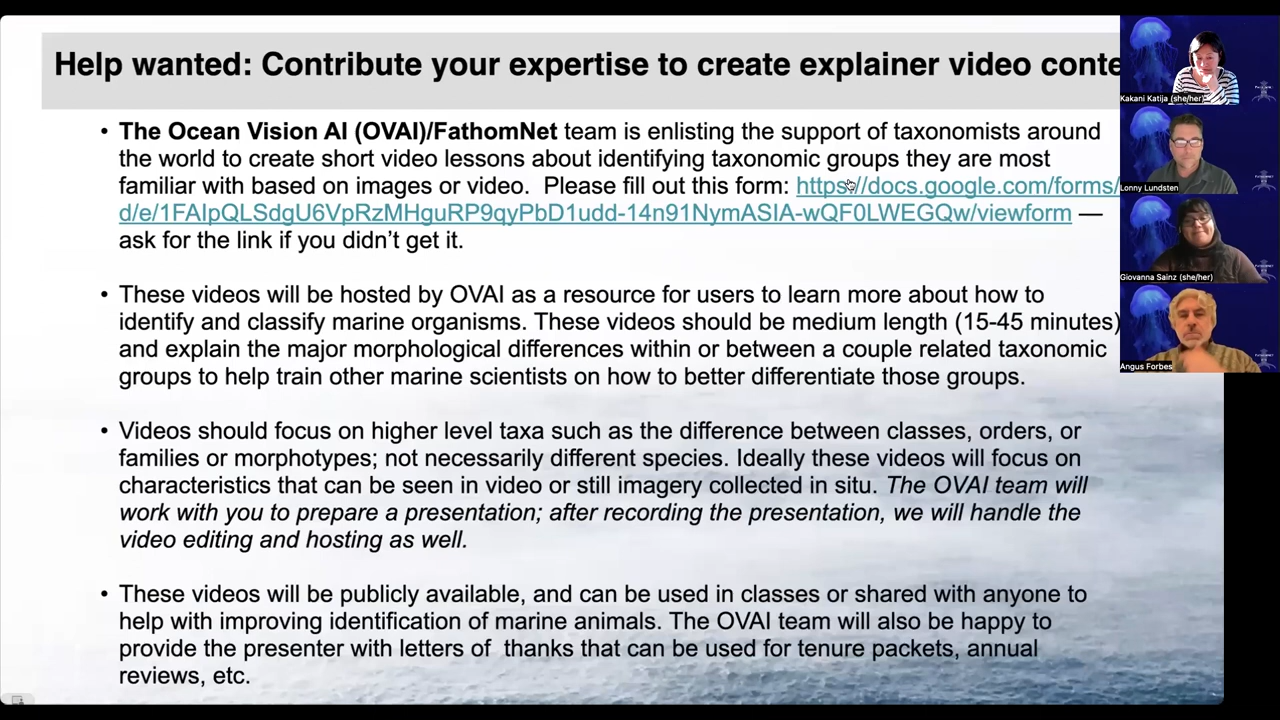 Help wanted: Contribute your expertise to create explainer video conte
• The Ocean Vision AI (OVAI)/FathomNet team is enlisting the support of taxonomists around
the world to create short video lessons about identifying taxonomic groups they are most
familiar with based on images or video. Please fill out this form: https://docs.google.com/forms/
d/e/1FAIpQLSdgU6VpRzMHguRP9qyPbD1udd-14n91NymASIA-wQF0LWEGQw/viewform —
ask for the link if you didn’t get it.
• These videos will be hosted by OVAI as a resource for users to learn more about how to
identify and classify marine organisms. These videos should be medium length (15-45 minutes)
and explain the major morphological differences within or between a couple related taxonomic
groups to help train other marine scientists on how to better differentiate those groups.
• Videos should focus on higher level taxa such as the difference between classes, orders, or
families or morphotypes; not necessarily different species. Ideally these videos will focus on
characteristics that can be seen in video or still imagery collected in situ. The OVAI team will
work with you to prepare a presentation; after recording the presentation, we will handle the
video editing and hosting as well.
• These videos will be publicly available, and can be used in classes or shared with anyone to
help with improving identification of marine animals. The OVAI team will also be happy to
provide the presenter with letters of thanks that can be used for tenure packets, annual
reviews, etc.
Kakani Katija (she/her)
Lonny Lundsten
Giovanna Sainz (she/her)
Angus Forbes